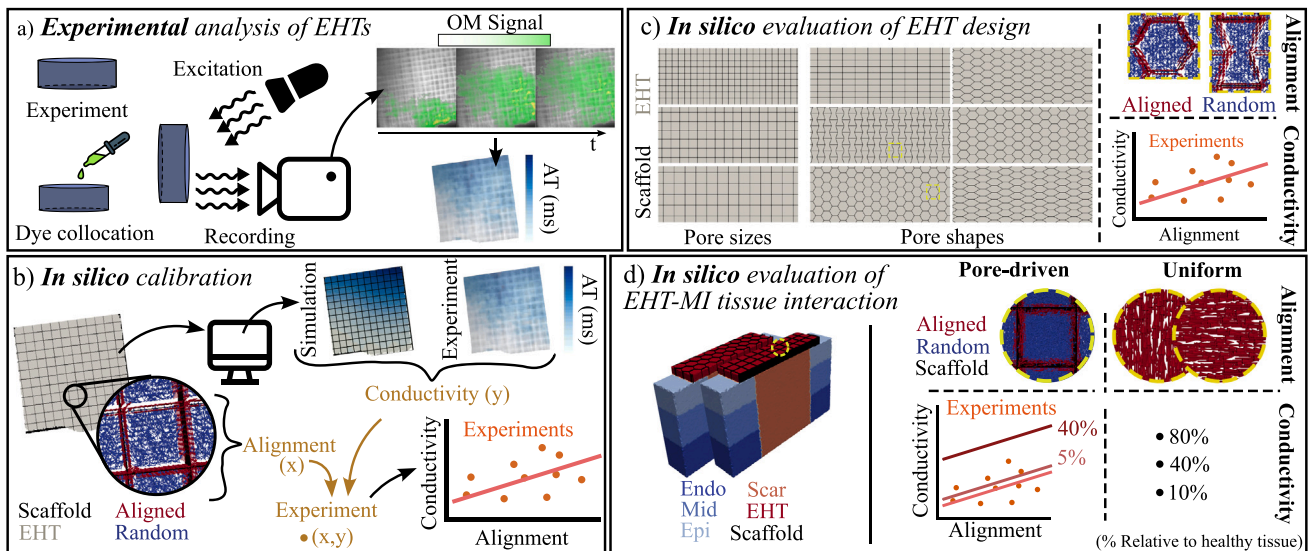 a) Experimental analysis of EHTs
OM Signal
Excitation
Experiment
t
AT (ms)
Dye collocation
Recording
b) In silico calibration
Simulation
Experiment
AT (ms)
Conductivity (y)
Alignment
(x)
Experiment
(x,y)
Scaffold
EHT
Aligned
Random
Conductivity
Experiments
Alignment
c) In silico evaluation of EHT design
EHT
Scaffold
Pore sizes
Pore shapes
Aligned
Random
Alignment
Experiments
Conductivity
Alignment
Conductivity
d) In silico evaluation of
EHT-MI tissue interaction
Endo
Mid
Epi
Scar
EHT
Scaffold
Pore-driven
Uniform
Aligned
Random
Scaffold
Alignment
Experiments
40%
5%
Conductivity
Alignment
• 80%
• 40%
• 10%
Conductivity
(% Relative to healthy tissue)